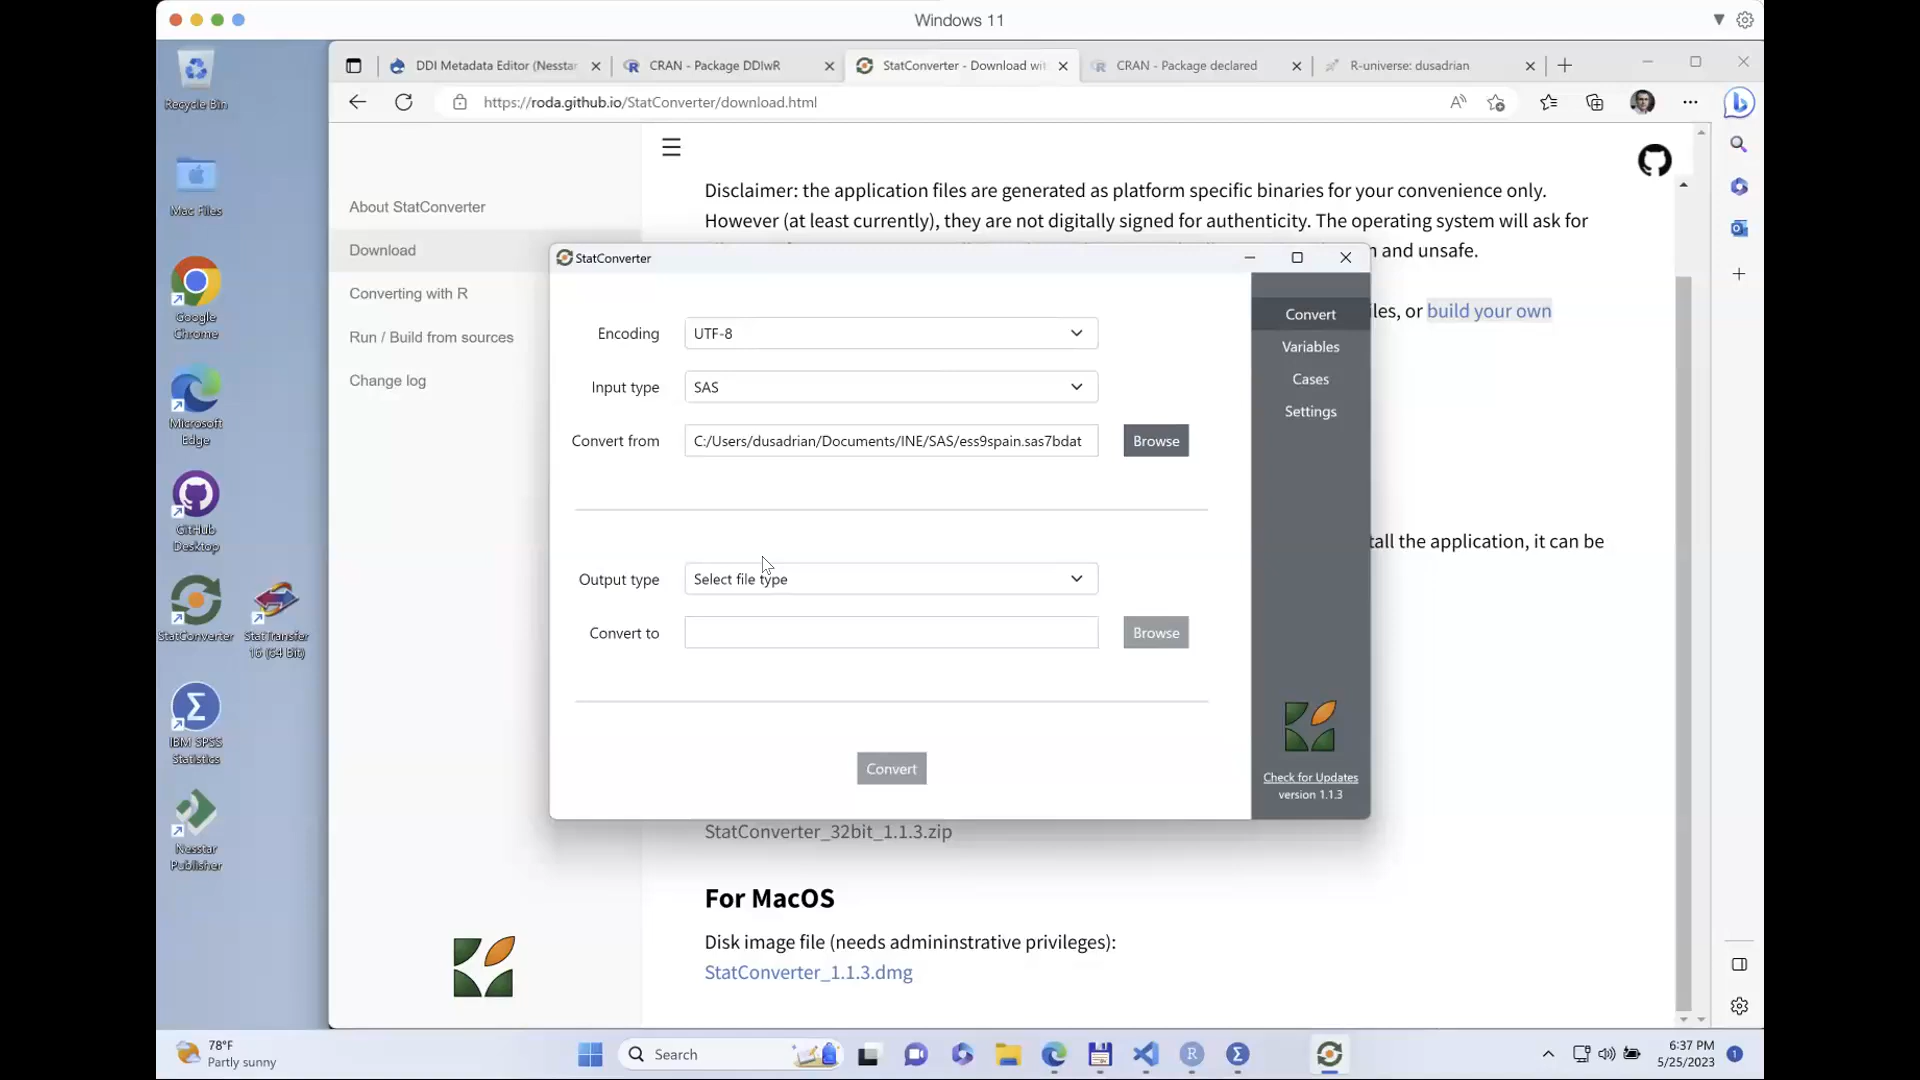 Windows 11
DDI Metadata Editor (Nesstar
CRAN - Package DDIwR
StatConverter - Download wit
CRAN - Package declared
R-universe: dusadrian
https://roda.github.io/StatConverter/download.html
Recycle Bin
Mac Files
Google
Chrome
Microsoft
Edge
GitHub
Desktop
StatConverter
StatTransfer
16 (64 Bit)
IBM SPSS
Statistics
Nesstar
Publisher
About StatConverter
Download
Converting with R
Run / Build from sources
Change log
Disclaimer: the application files are generated as platform specific binaries for your convenience only.
However (at least currently), they are not digitally signed for authenticity. The operating system will ask for
and unsafe.
iles, or build your own
tall the application, it can be
StatConverter
Encoding
UTF-8
Input type
SAS
Convert from
C:/Users/dusadrian/Documents/INE/SAS/ess9spain.sas7bdat
Browse
Output type
Select file type
Convert to
Browse
Convert
Convert
Variables
Cases
Settings
Check for Updates
version 1.1.3
StatConverter_32bit_1.1.3.zip
For MacOS
Disk image file (needs admininstrative privileges):
StatConverter_1.1.3.dmg
78°F
Partly sunny
Search
6:37 PM
5/25/2023
1